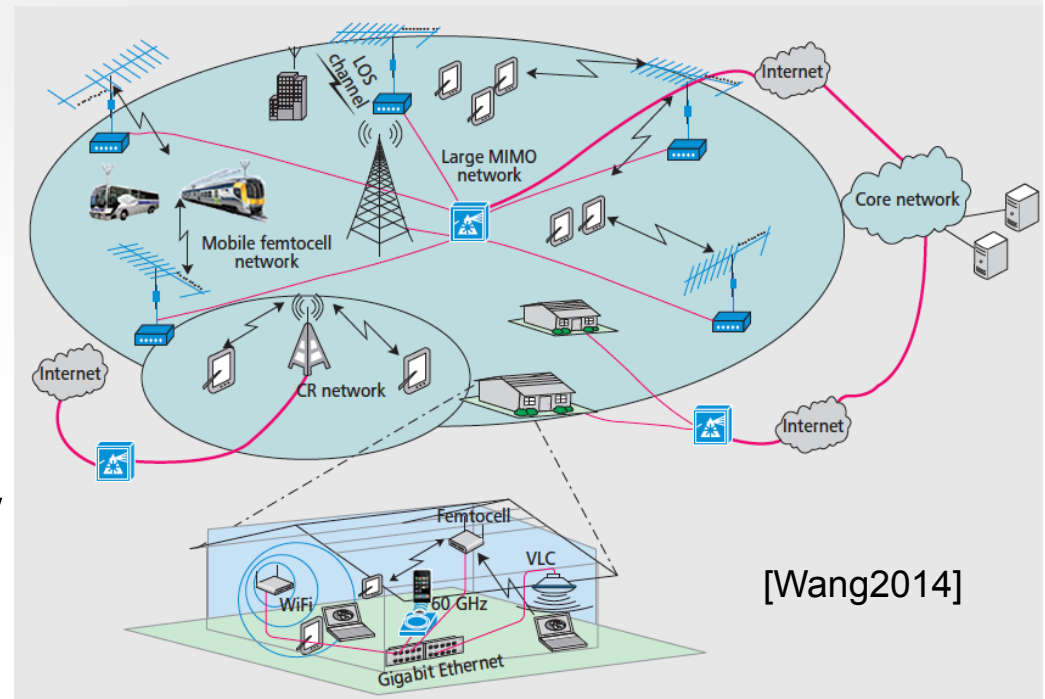 LOS
channel
Internet
Large MIMO
network
Core network
Mobile femtocell
network
Internet
CR network
Internet
Femtocell
VLC
WiFi
60 GHz
Gigabit Ethernet
[Wang2014]